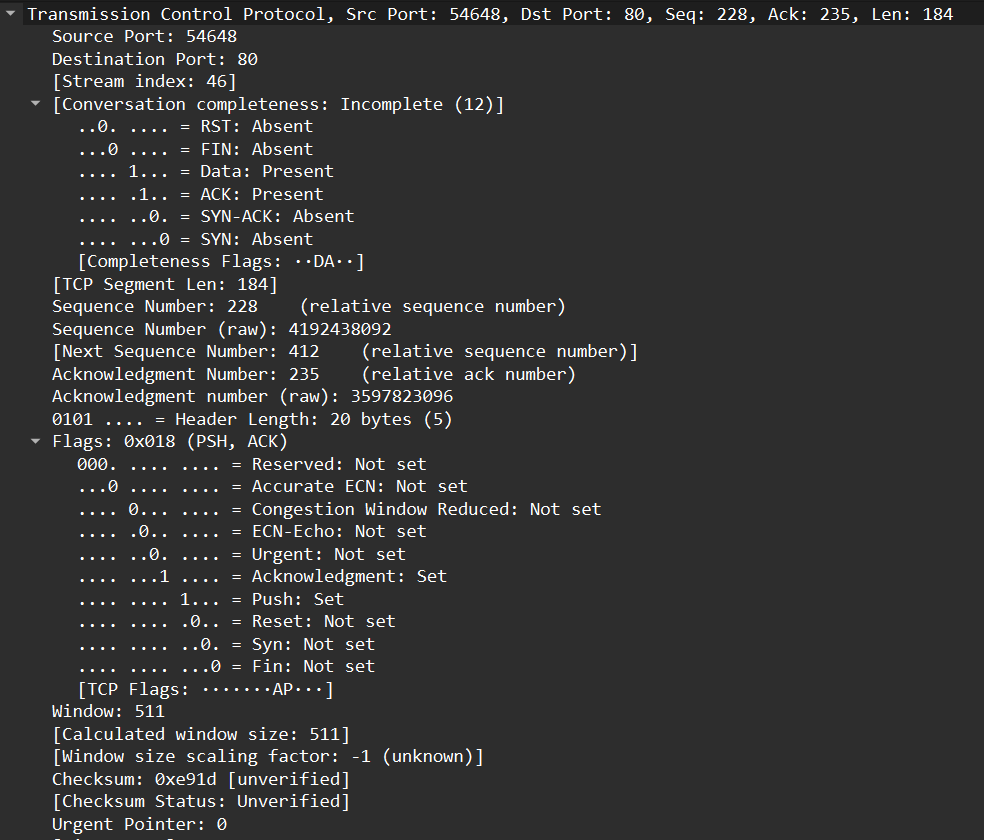 Transmission Control Protocol, Src Port: 54648, Dst Port: 80, Seq: 228, Ack: 235, Len: 184
Source Port: 54648
Destination Port: 80
[Stream index: 46]
[Conversation completeness: Incomplete (12)]
..0. .... = RST: Absent
...0 .... = FIN: Absent
.... 1... = Data: Present
.... .1.. = ACK: Present
.... ..0. = SYN-ACK: Absent
.... ...0 = SYN: Absent
[Completeness Flags: ··DA··]
[TCP Segment Len: 184]
Sequence Number: 228    (relative sequence number)
Sequence Number (raw): 4192438092
[Next Sequence Number: 412    (relative sequence number)]
Acknowledgment Number: 235    (relative ack number)
Acknowledgment number (raw): 3597823096
0101 .... = Header Length: 20 bytes (5)
Flags: 0x018 (PSH, ACK)
000. .... .... = Reserved: Not set
...0 .... .... = Accurate ECN: Not set
.... 0... .... = Congestion Window Reduced: Not set
.... .0.. .... = ECN-Echo: Not set
.... ..0. .... = Urgent: Not set
.... ...1 .... = Acknowledgment: Set
.... .... 1... = Push: Set
.... .... .0.. = Reset: Not set
.... .... ..0. = Syn: Not set
.... .... ...0 = Fin: Not set
[TCP Flags: ·······AP···]
Window: 511
[Calculated window size: 511]
[Window size scaling factor: -1 (unknown)]
Checksum: 0xe91d [unverified]
[Checksum Status: Unverified]
Urgent Pointer: 0